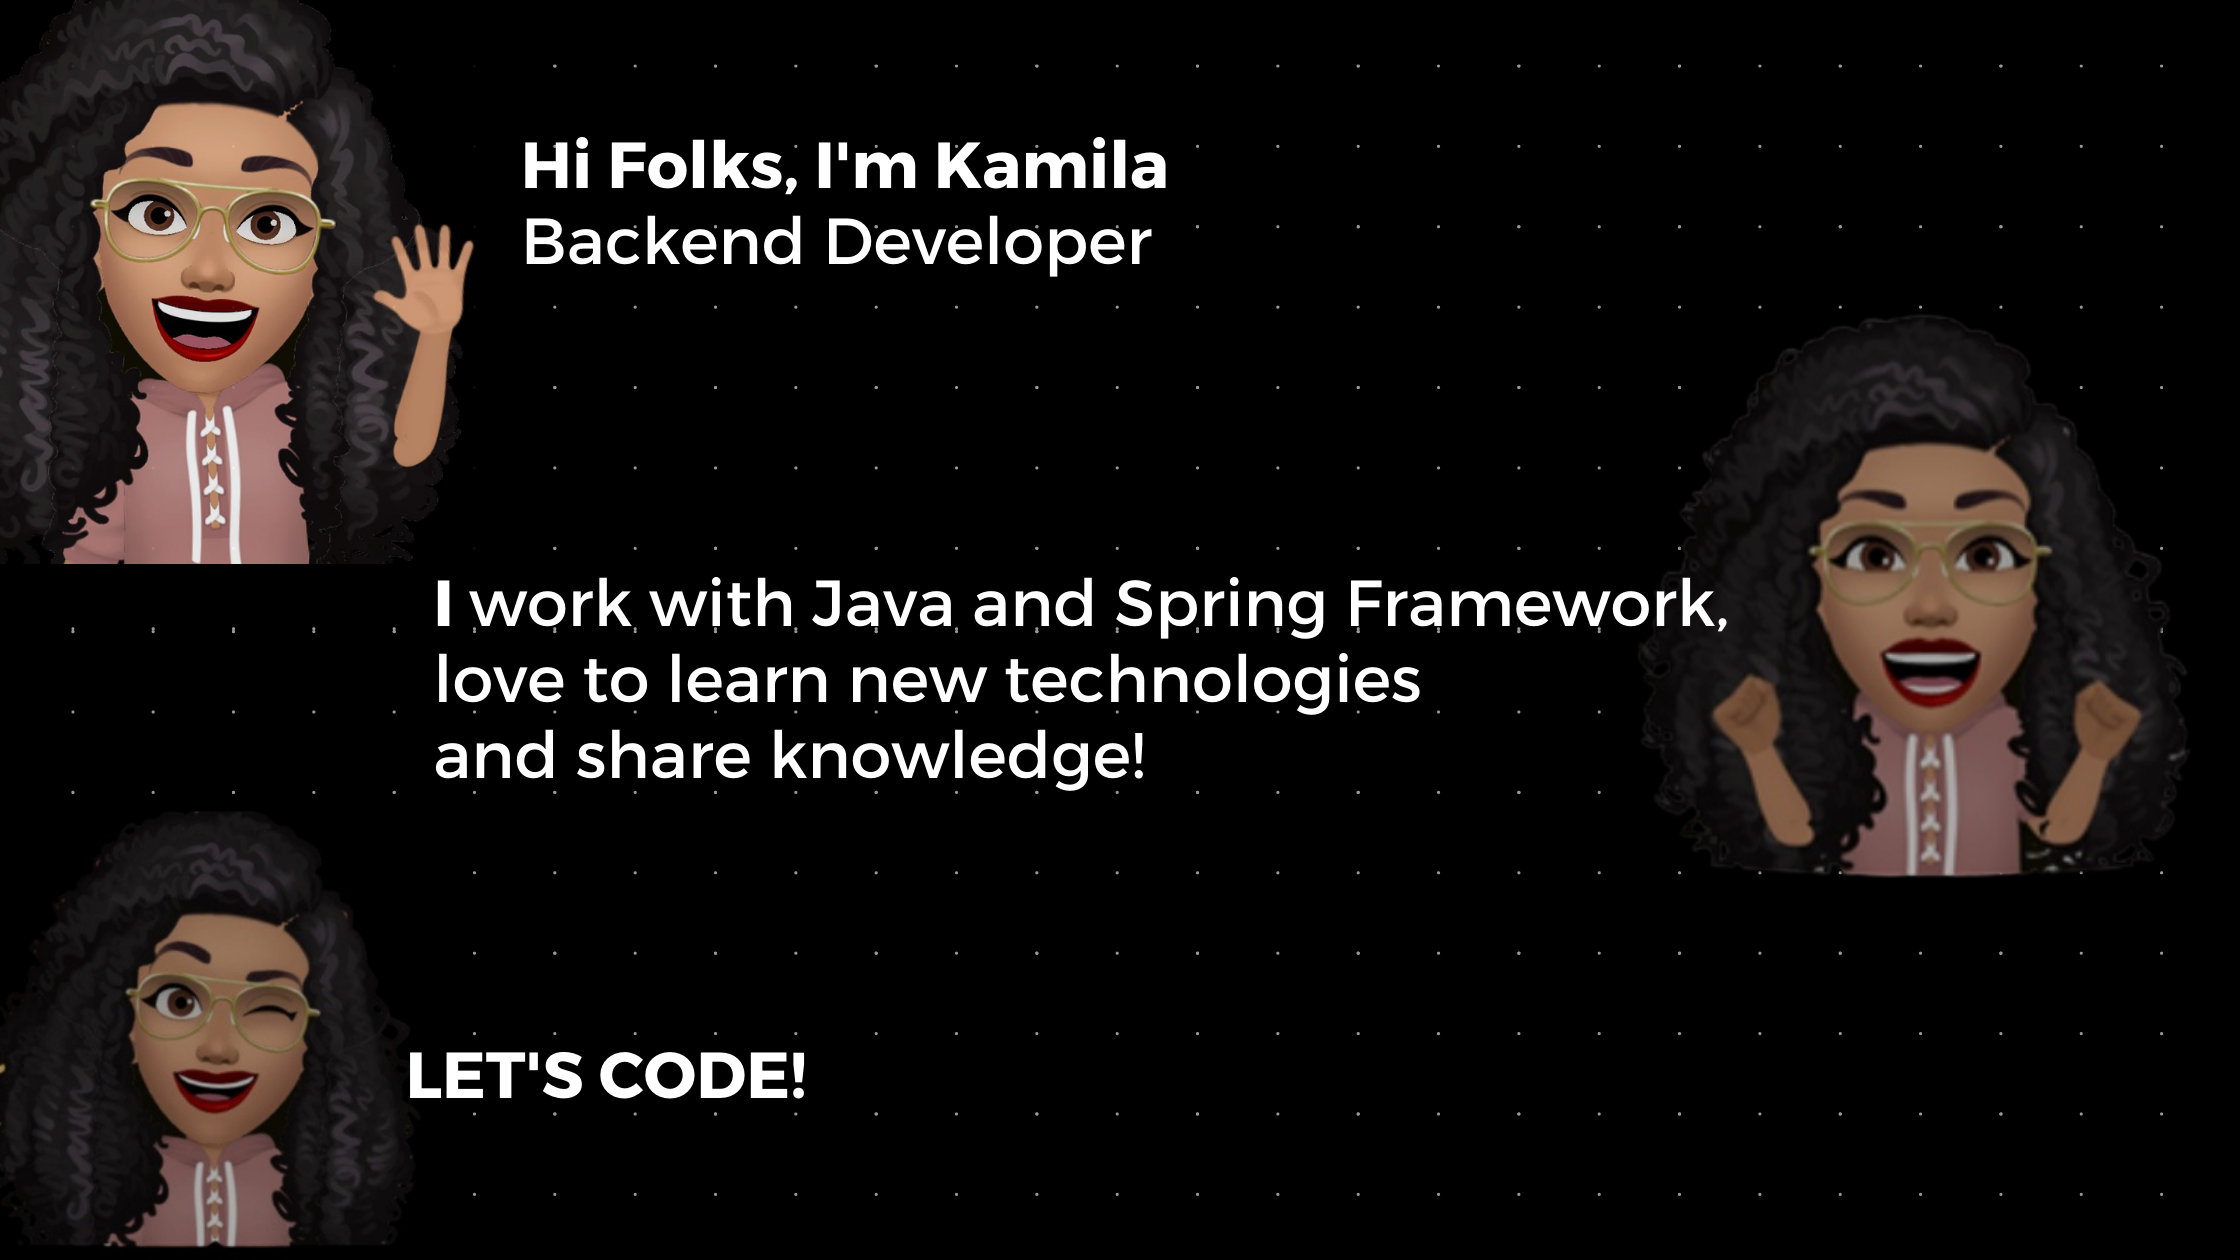 Hi Folks, I'm Kamila
Backend Developer
I work with Java and Spring Framework,
love to learn new technologies
and share knowledge!
LET'S CODE!